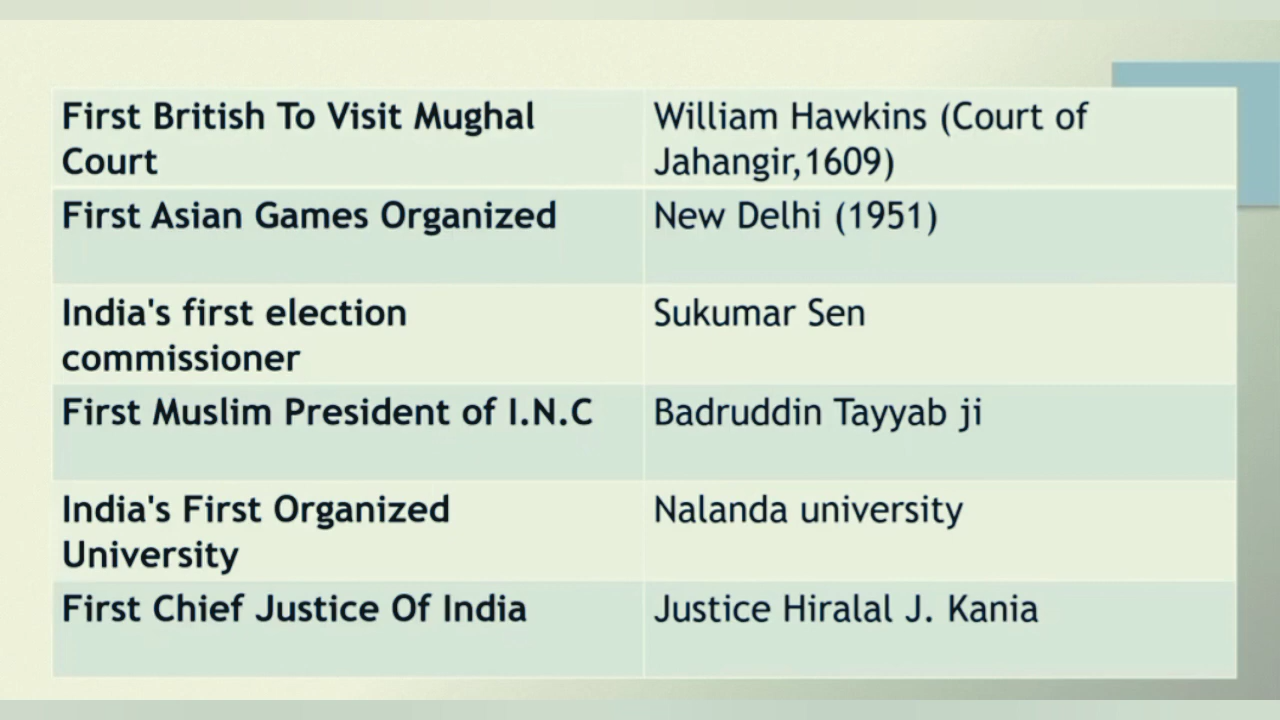 First British To Visit Mughal
Court
William Hawkins (Court of
Jahangir,1609)
First Asian Games Organized
New Delhi (1951)
India's first election
commissioner
Sukumar Sen
First Muslim President of I.N.C
Badruddin Tayyab ji
India's First Organized
University
Nalanda university
First Chief Justice Of India
Justice Hiralal J. Kania